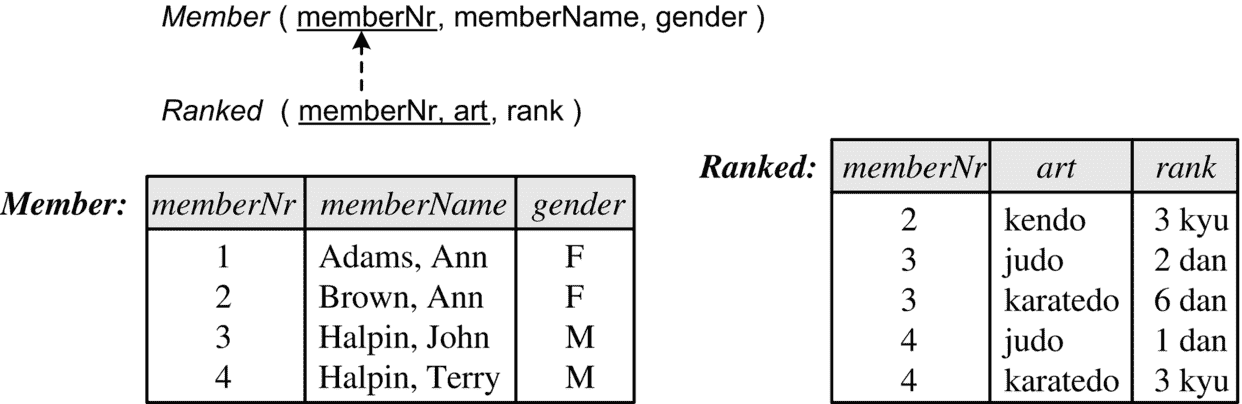 Member ( memberNr, memberName, gender )
Ranked ( memberNr, art, rank )
Member:
memberNr memberName gender
1 Adams, Ann F
2 Brown, Ann F
3 Halpin, John M
4 Halpin, Terry M
Ranked:
memberNr art rank
2 kendo 3 kyu
3 judo 2 dan
3 karatedo 6 dan
4 judo 1 dan
4 karatedo 3 kyu